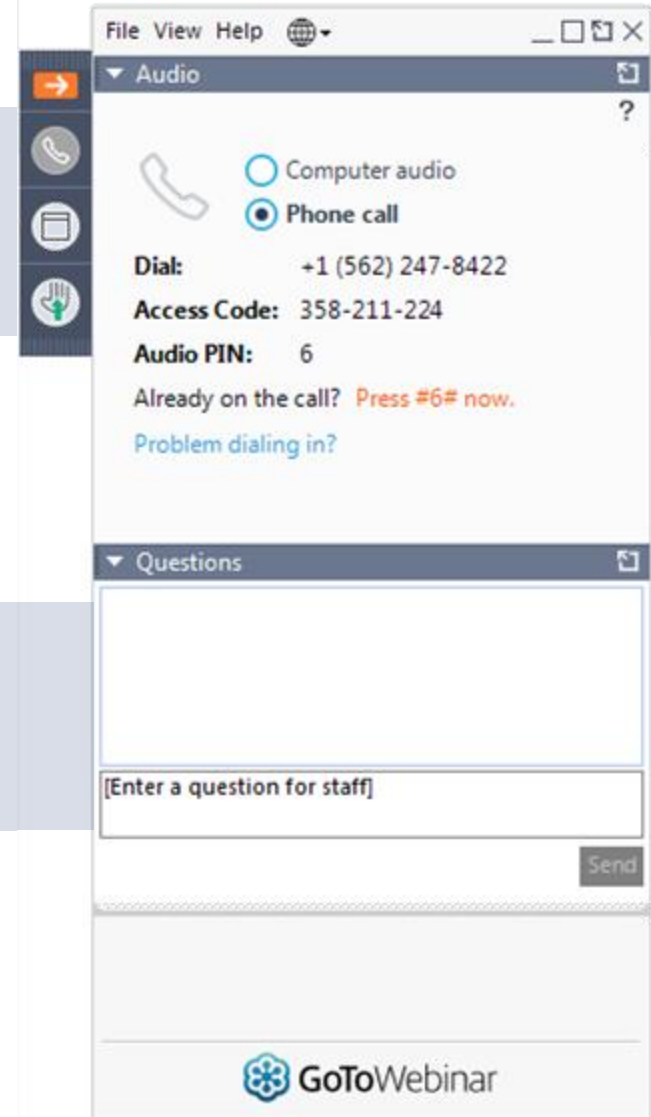 File View Help
Audio
?
Computer audio
Phone call
Dial: +1 (562) 247-8422
Access Code: 358-211-224
Audio PIN: 6
Already on the call? Press #6# now.
Problem dialing in?
Questions
[Enter a question for staff]
Send
GoToWebinar